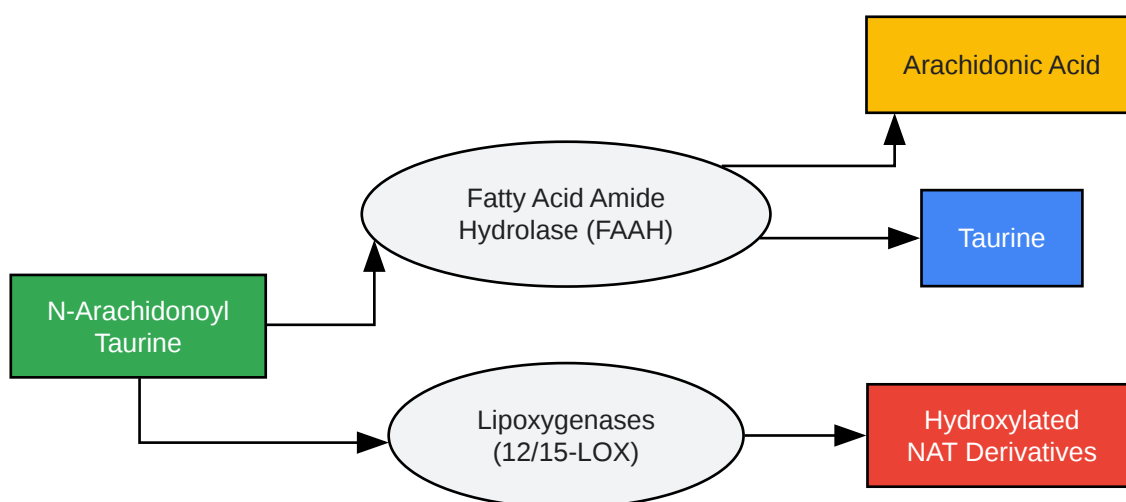 Arachidonic Acid
Fatty Acid Amide
Hydrolase (FAAH)
Taurine
N-Arachidonoyl
Taurine
Lipoxygenases
(12/15-LOX)
Hydroxylated
NAT Derivatives